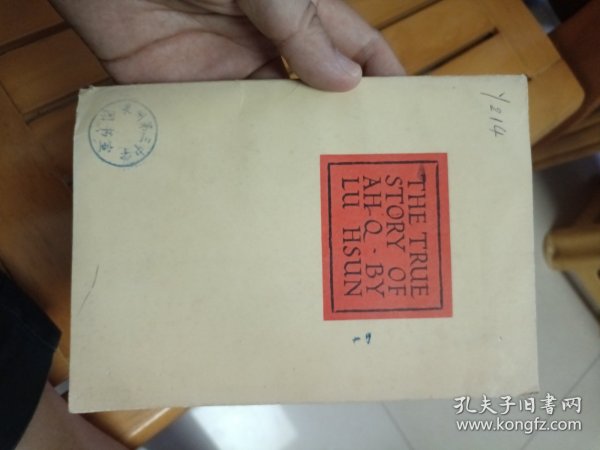 THE TRUE
STORY OF
AH-Q · BY
LU HSUN
Y214
孔夫子旧书网
www.kongfz.com